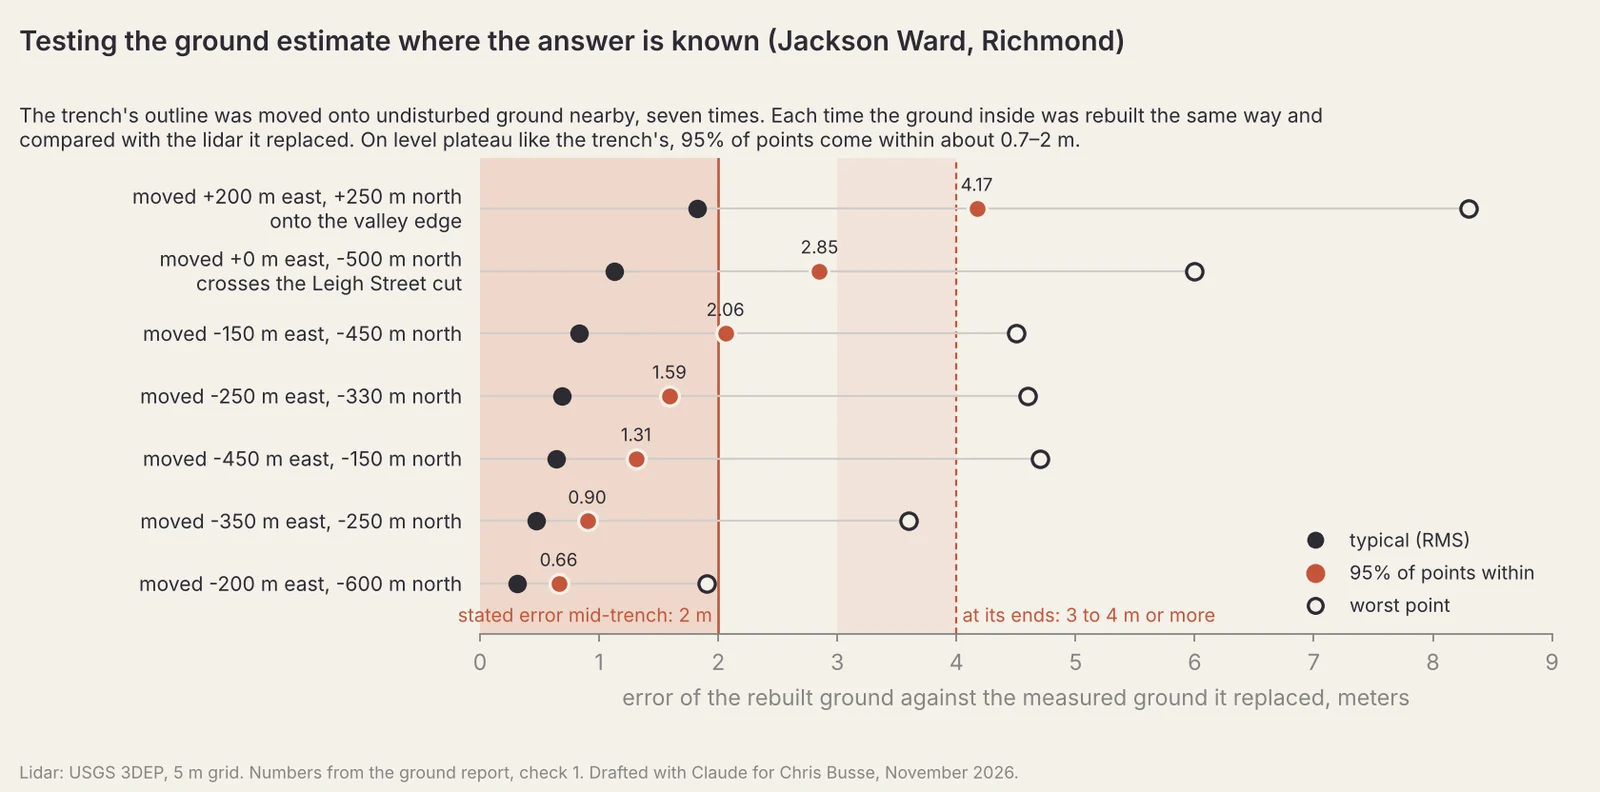 Testing the ground estimate where the answer is known (Jackson Ward, Richmond)
The trench's outline was moved onto undisturbed ground nearby, seven times. Each time the ground inside was rebuilt the same way and
compared with the lidar it replaced. On level plateau like the trench's, 95% of points come within about 0.7–2 m.
moved +200 m east, +250 m north
onto the valley edge
4.17
moved +0 m east, -500 m north
crosses the Leigh Street cut
2.85
moved -150 m east, -450 m north
2.06
moved -250 m east, -330 m north
1.59
moved -450 m east, -150 m north
1.31
moved -350 m east, -250 m north
0.90
moved -200 m east, -600 m north
0.66
typical (RMS)
95% of points within
worst point
stated error mid-trench: 2 m
at its ends: 3 to 4 m or more
0 1 2 3 4 5 6 7 8 9
error of the rebuilt ground against the measured ground it replaced, meters
Lidar: USGS 3DEP, 5 m grid. Numbers from the ground report, check 1. Drafted with Claude for Chris Busse, November 2026.